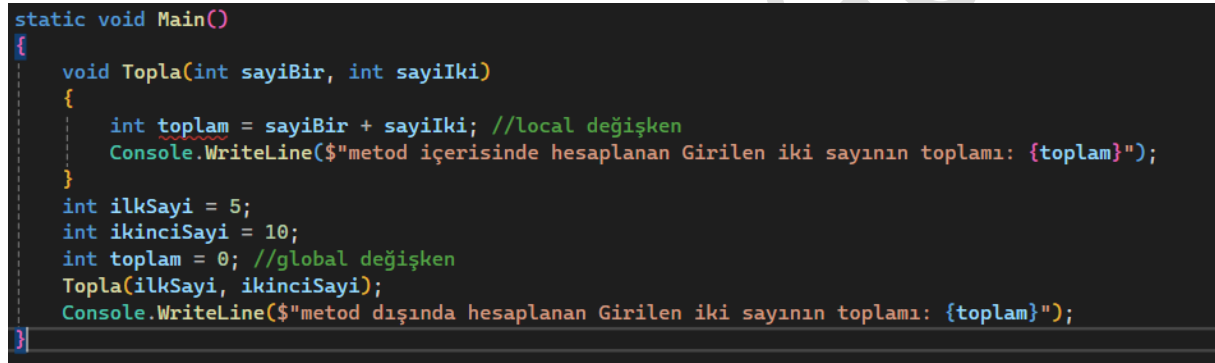 static void Main()
{
void Topla(int sayiBir, int sayiIki)
{
int toplam = sayiBir + sayiIki; //local değişken
Console.WriteLine($"metod içerisinde hesaplanan Girilen iki sayının toplamı: {toplam}");
}
int ilkSayi = 5;
int ikinciSayi = 10;
int toplam = 0; //global değişken
Topla(ilkSayi, ikinciSayi);
Console.WriteLine($"metod dışında hesaplanan Girilen iki sayının toplamı: {toplam}");
}